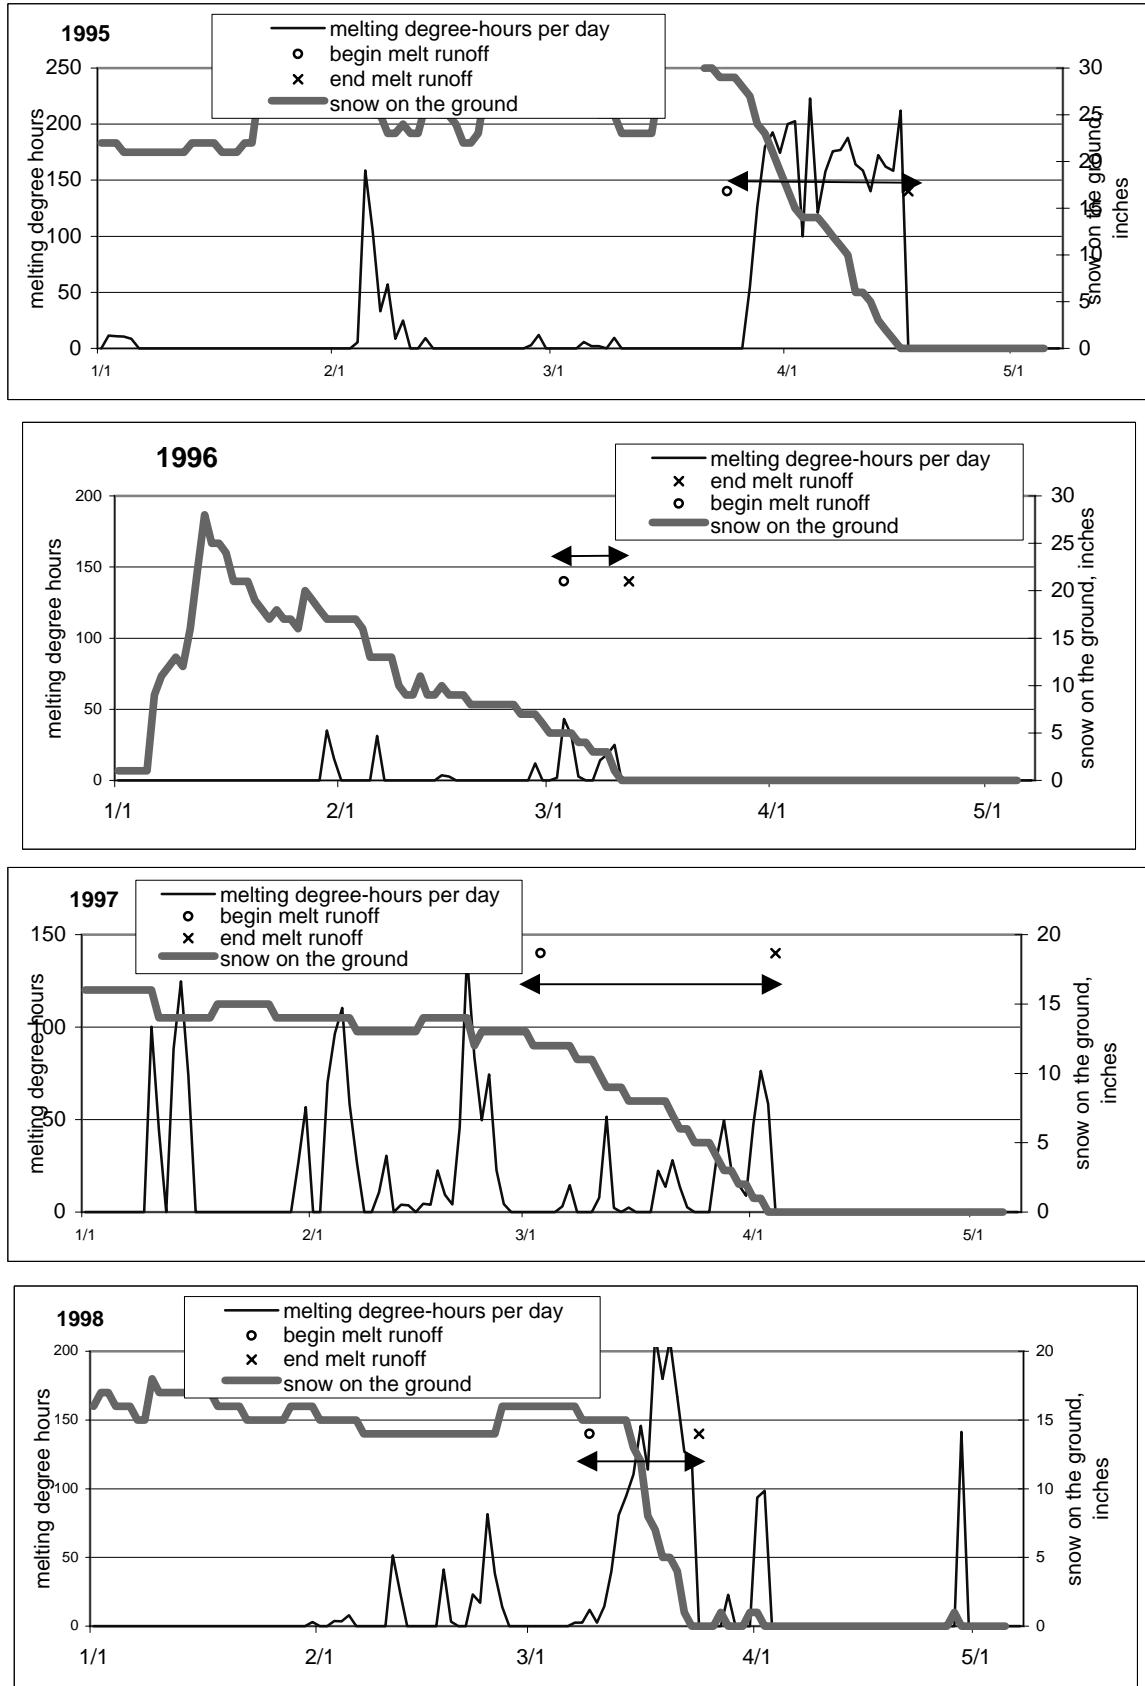 1995
melting degree-hours per day
begin melt runoff
end melt runoff
snow on the ground
250
200
150
100
50
0
melting degree hours
30
25
20
15
10
5
0
snow on the ground,
inches
1/1
2/1
3/1
4/1
5/1
1996
melting degree-hours per day
end melt runoff
begin melt runoff
snow on the ground
200
150
100
50
0
melting degree hours
30
25
20
15
10
5
0
snow on the ground, inches
1/1
2/1
3/1
4/1
5/1
1997
melting degree-hours per day
begin melt runoff
end melt runoff
snow on the ground
150
100
50
0
melting degree hours
20
15
10
5
0
snow on the ground,
inches
1/1
2/1
3/1
4/1
5/1
1998
melting degree-hours per day
begin melt runoff
end melt runoff
snow on the ground
200
150
100
50
0
melting degree hours
20
15
10
5
0
snow on the ground,
inches
1/1
2/1
3/1
4/1
5/1